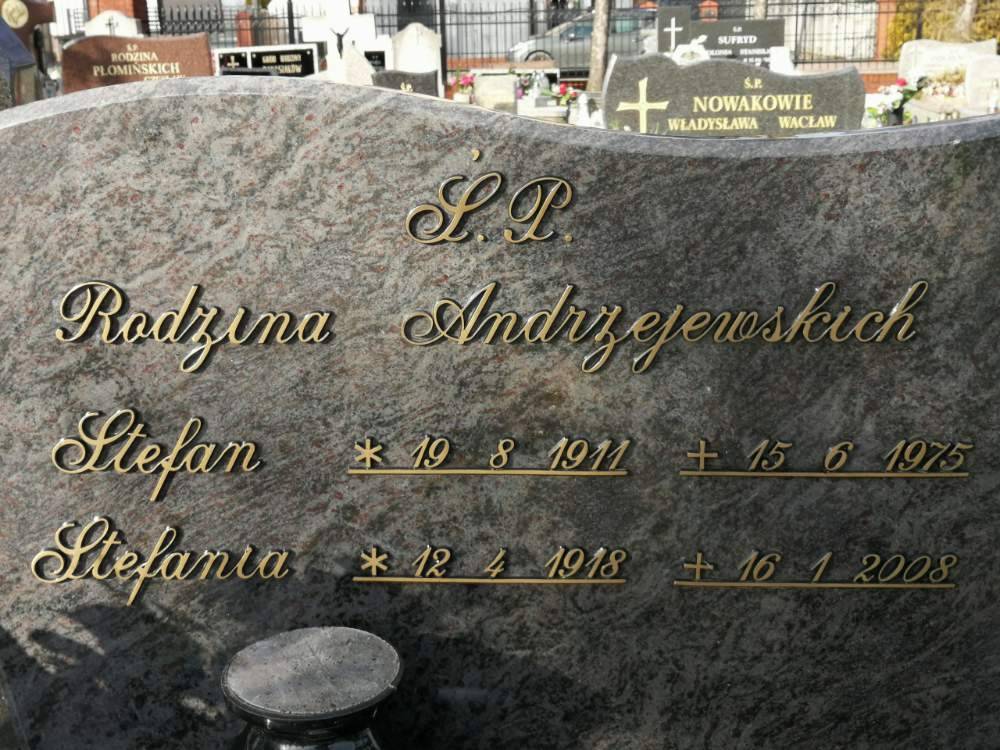 Ś.P.
RODZINA
PŁOMIŃSKICH
Ś.P.
SUFRYD
STANISŁAW
Ś.P.
NOWAKOWIE
WŁADYSŁAWA WACŁAW
Ś.P.
Rodzina Andrzejewskich
Stefan * 19 8 1911 + 15 6 1975
Stefania * 12 4 1918 + 16 1 2008